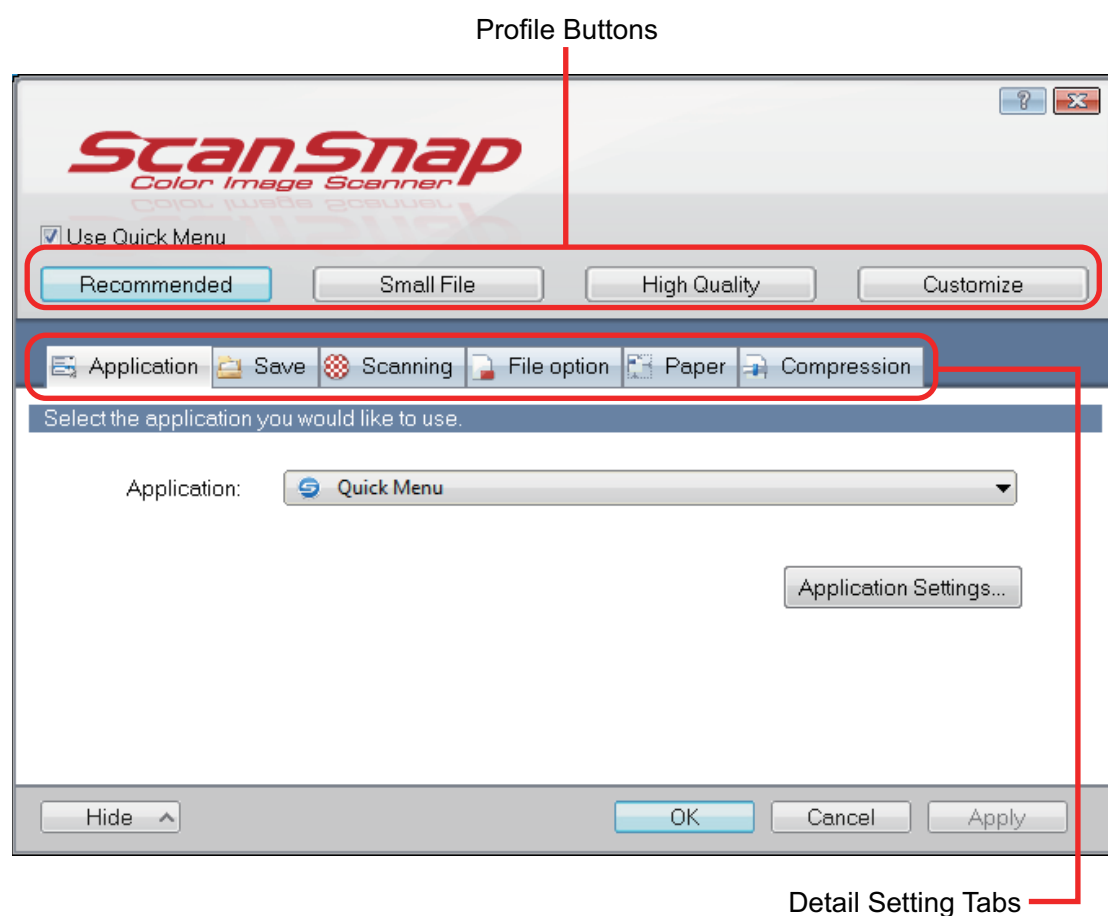 Profile Buttons
ScanSnap
Color Image Scanner
Use Quick Menu
Recommended
Small File
High Quality
Customize
Application
Save
Scanning
File option
Paper
Compression
Select the application you would like to use.
Application:
Quick Menu
Application Settings...
Hide
OK
Cancel
Apply
Detail Setting Tabs